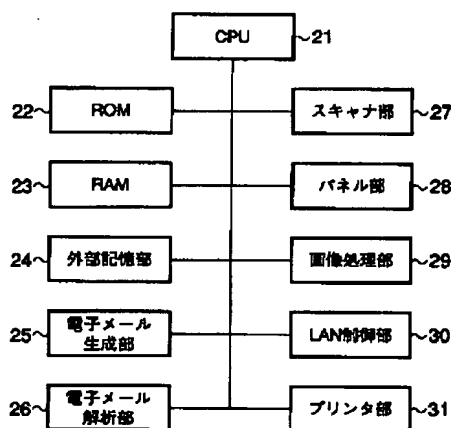 CPU 21
22 ROM
スキャナ部 27
23 RAM
パネル部 28
24 外部記憶部
画像処理部 29
25 電子メール
生成部
LAN制御部 30
26 電子メール
解析部
プリンタ部 31